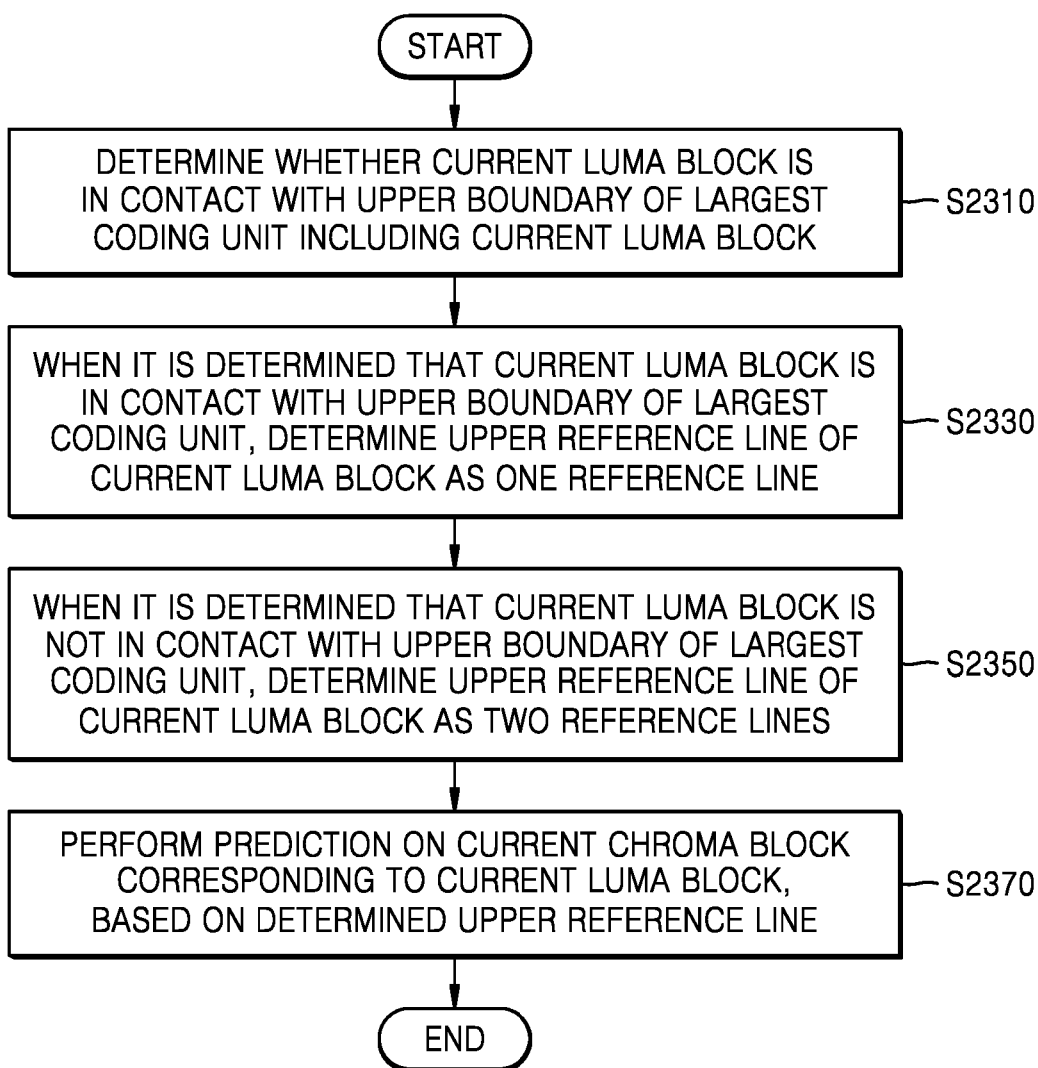 START
DETERMINE WHETHER CURRENT LUMA BLOCK IS
IN CONTACT WITH UPPER BOUNDARY OF LARGEST
CODING UNIT INCLUDING CURRENT LUMA BLOCK
S2310
WHEN IT IS DETERMINED THAT CURRENT LUMA BLOCK IS
IN CONTACT WITH UPPER BOUNDARY OF LARGEST
CODING UNIT, DETERMINE UPPER REFERENCE LINE OF
CURRENT LUMA BLOCK AS ONE REFERENCE LINE
S2330
WHEN IT IS DETERMINED THAT CURRENT LUMA BLOCK IS
NOT IN CONTACT WITH UPPER BOUNDARY OF LARGEST
CODING UNIT, DETERMINE UPPER REFERENCE LINE OF
CURRENT LUMA BLOCK AS TWO REFERENCE LINES
S2350
PERFORM PREDICTION ON CURRENT CHROMA BLOCK
CORRESPONDING TO CURRENT LUMA BLOCK,
BASED ON DETERMINED UPPER REFERENCE LINE
S2370
END